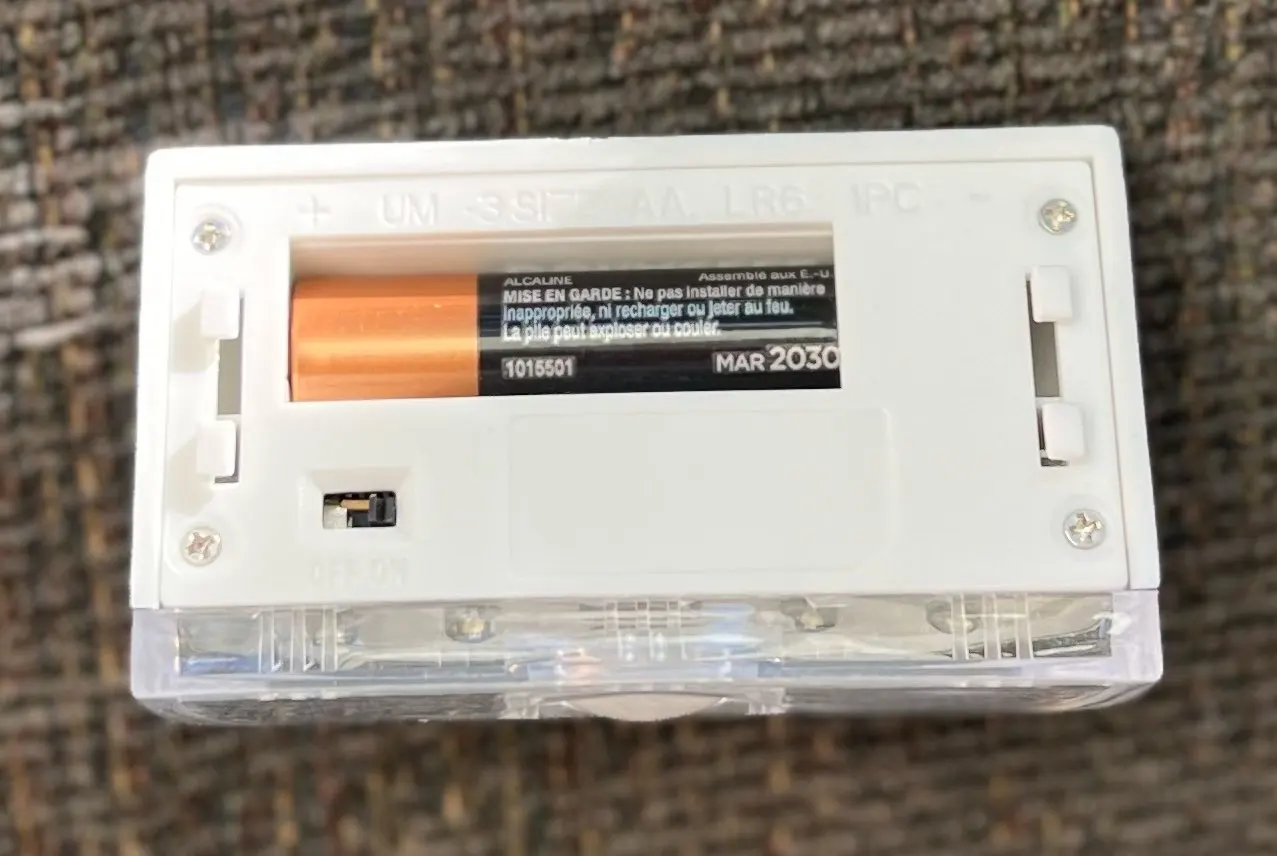 + UM -3 SIZE AA. LR6 1PC -
ALCALINE Assemblé aux É.-U.
MISE EN GARDE : Ne pas installer de manière
inappropriée, ni recharger ou jeter au feu.
La pile peut exploser ou couler.
1015501 MAR 2030
OFF ON